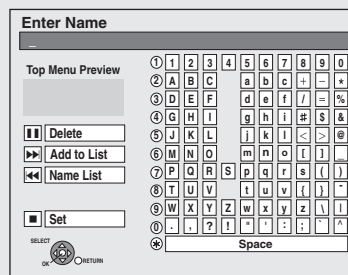 Enter Name
_
Top Menu Preview
Delete
Add to List
Name List
Set
SELECT
OK
RETURN
① 1 2 3 4 5 6 7 8 9 0
② A B C a b c + − *
③ D E F d e f / = %
④ G H I g h i # $ &
⑤ J K L j k l < > @
⑥ M N O m n o [ ] _
⑦ P Q R S p q r s ( )
⑧ T U V t u v { } ~
⑨ W X Y Z w x y z \ |
⓪ . , ? ! " ' : ; ` ^
✱ Space